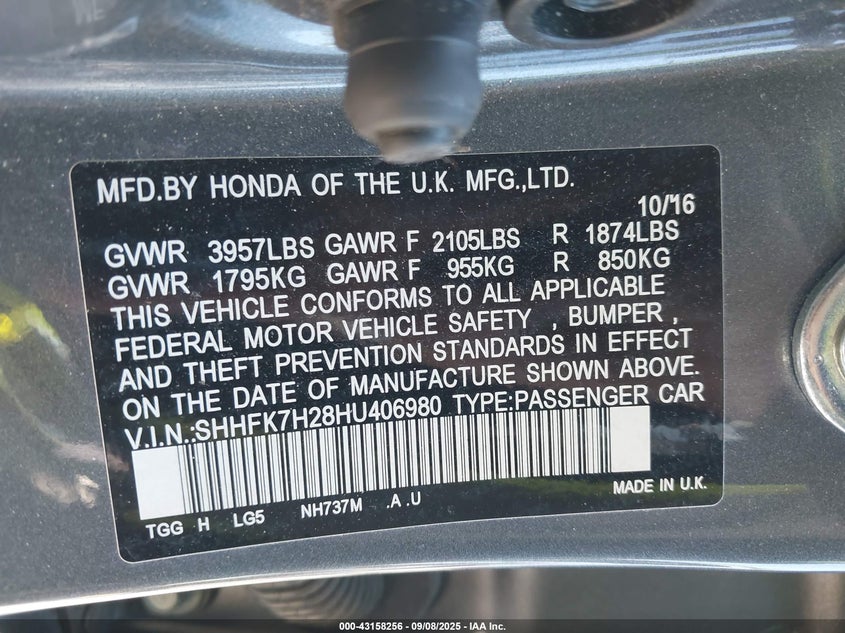 MFD.BY HONDA OF THE U.K. MFG.,LTD.
10/16
GVWR 3957LBS GAWR F 2105LBS R 1874LBS
GVWR 1795KG GAWR F 955KG R 850KG
THIS VEHICLE CONFORMS TO ALL APPLICABLE
FEDERAL MOTOR VEHICLE SAFETY , BUMPER ,
AND THEFT PREVENTION STANDARDS IN EFFECT
ON THE DATE OF MANUFACTURE SHOWN ABOVE.
V.I.N.:SHHFK7H28HU406980 TYPE:PASSENGER CAR
TGG H LG5 NH737M .A .U MADE IN U.K.
000-43158256 | 09/08/2025 | IAA Inc.